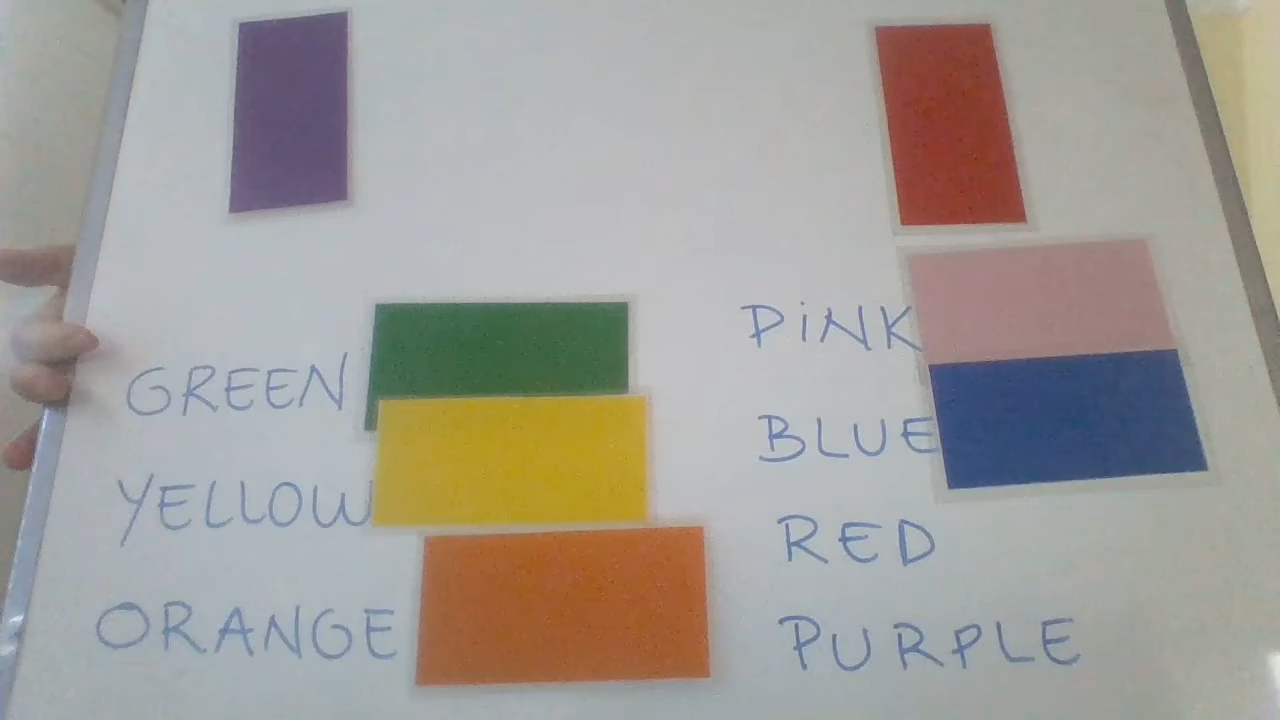 GREEN
YELLOW
ORANGE
PiNK
BLUE
RED
PURPLE